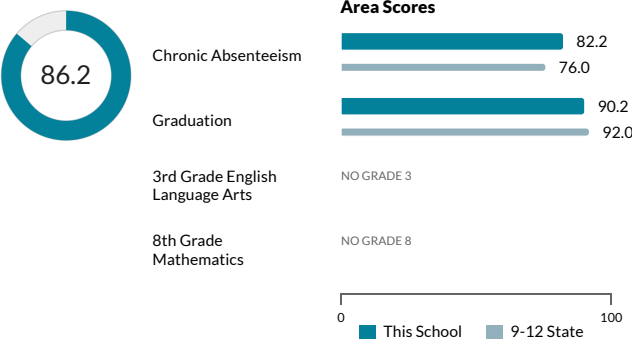 Area Scores
86.2
Chronic Absenteeism
82.2
76.0
Graduation
90.2
92.0
3rd Grade English
Language Arts
NO GRADE 3
8th Grade
Mathematics
NO GRADE 8
0
100
This School
9-12 State